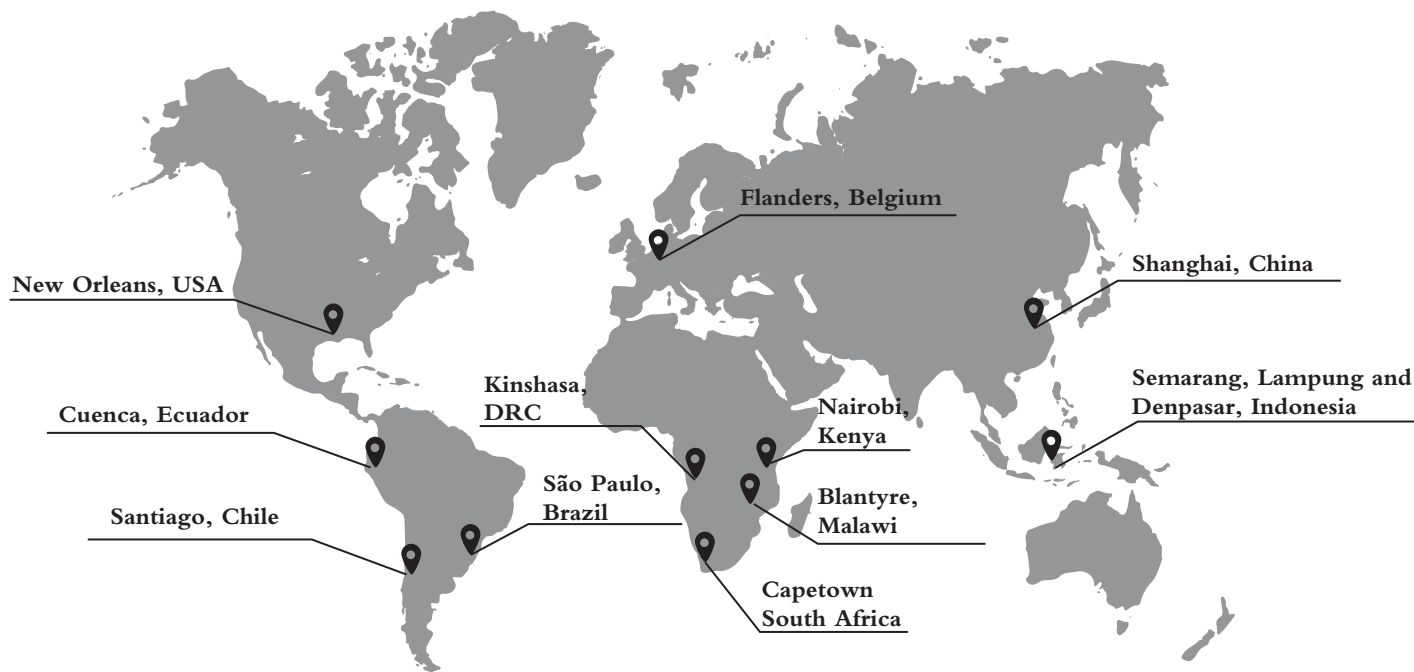 Flanders, Belgium
New Orleans, USA
Shanghai, China
Kinshasa,
DRC
Semarang, Lampung and
Denpasar, Indonesia
Cuenca, Ecuador
Nairobi,
Kenya
São Paulo,
Brazil
Blantyre,
Malawi
Santiago, Chile
Capetown
South Africa